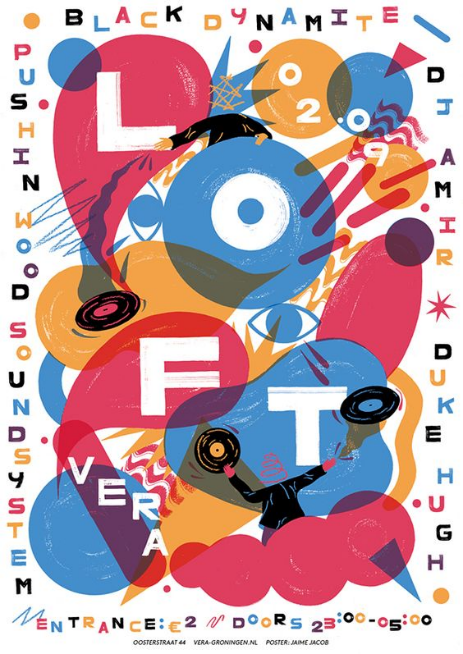 BLACK DYNAMITE
PUSHIN WOOD SOUNDSYSTEM
DJ AMIR * DUKE HUGH
02.09
L
O
F T
VERA
ENTRANCE: €2 DOORS 23:00-05:00
OOSTERSTRAAT 44 VERA-GRONINGEN.NL POSTER: JAIME JACOB